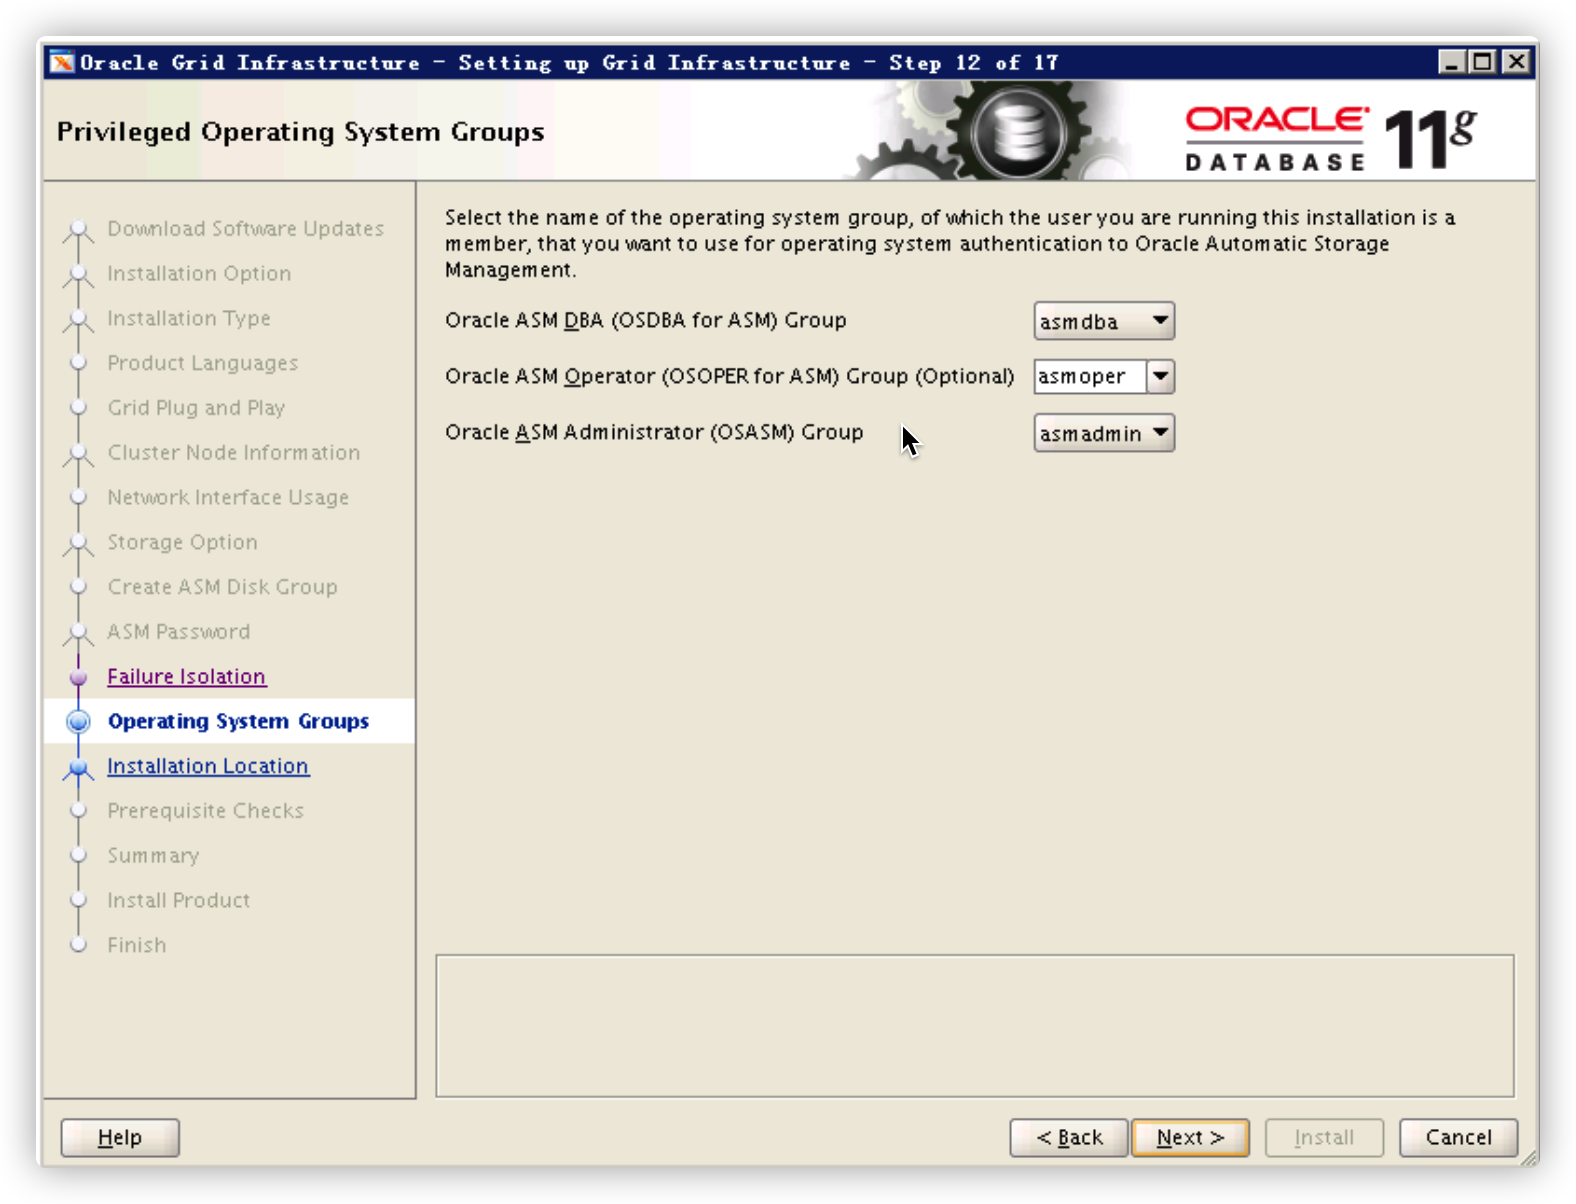 Oracle Grid Infrastructure - Setting up Grid Infrastructure - Step 12 of 17
Privileged Operating System Groups
ORACLE
DATABASE
11g
Download Software Updates
Installation Option
Installation Type
Product Languages
Grid Plug and Play
Cluster Node Information
Network Interface Usage
Storage Option
Create ASM Disk Group
ASM Password
Failure Isolation
Operating System Groups
Installation Location
Prerequisite Checks
Summary
Install Product
Finish
Select the name of the operating system group, of which the user you are running this installation is a
member, that you want to use for operating system authentication to Oracle Automatic Storage
Management.
Oracle ASM DBA (OSDBA for ASM) Group asmdba
Oracle ASM Operator (OSOPER for ASM) Group (Optional) asmoper
Oracle ASM Administrator (OSASM) Group asmadmin
Help < Back Next > Install Cancel